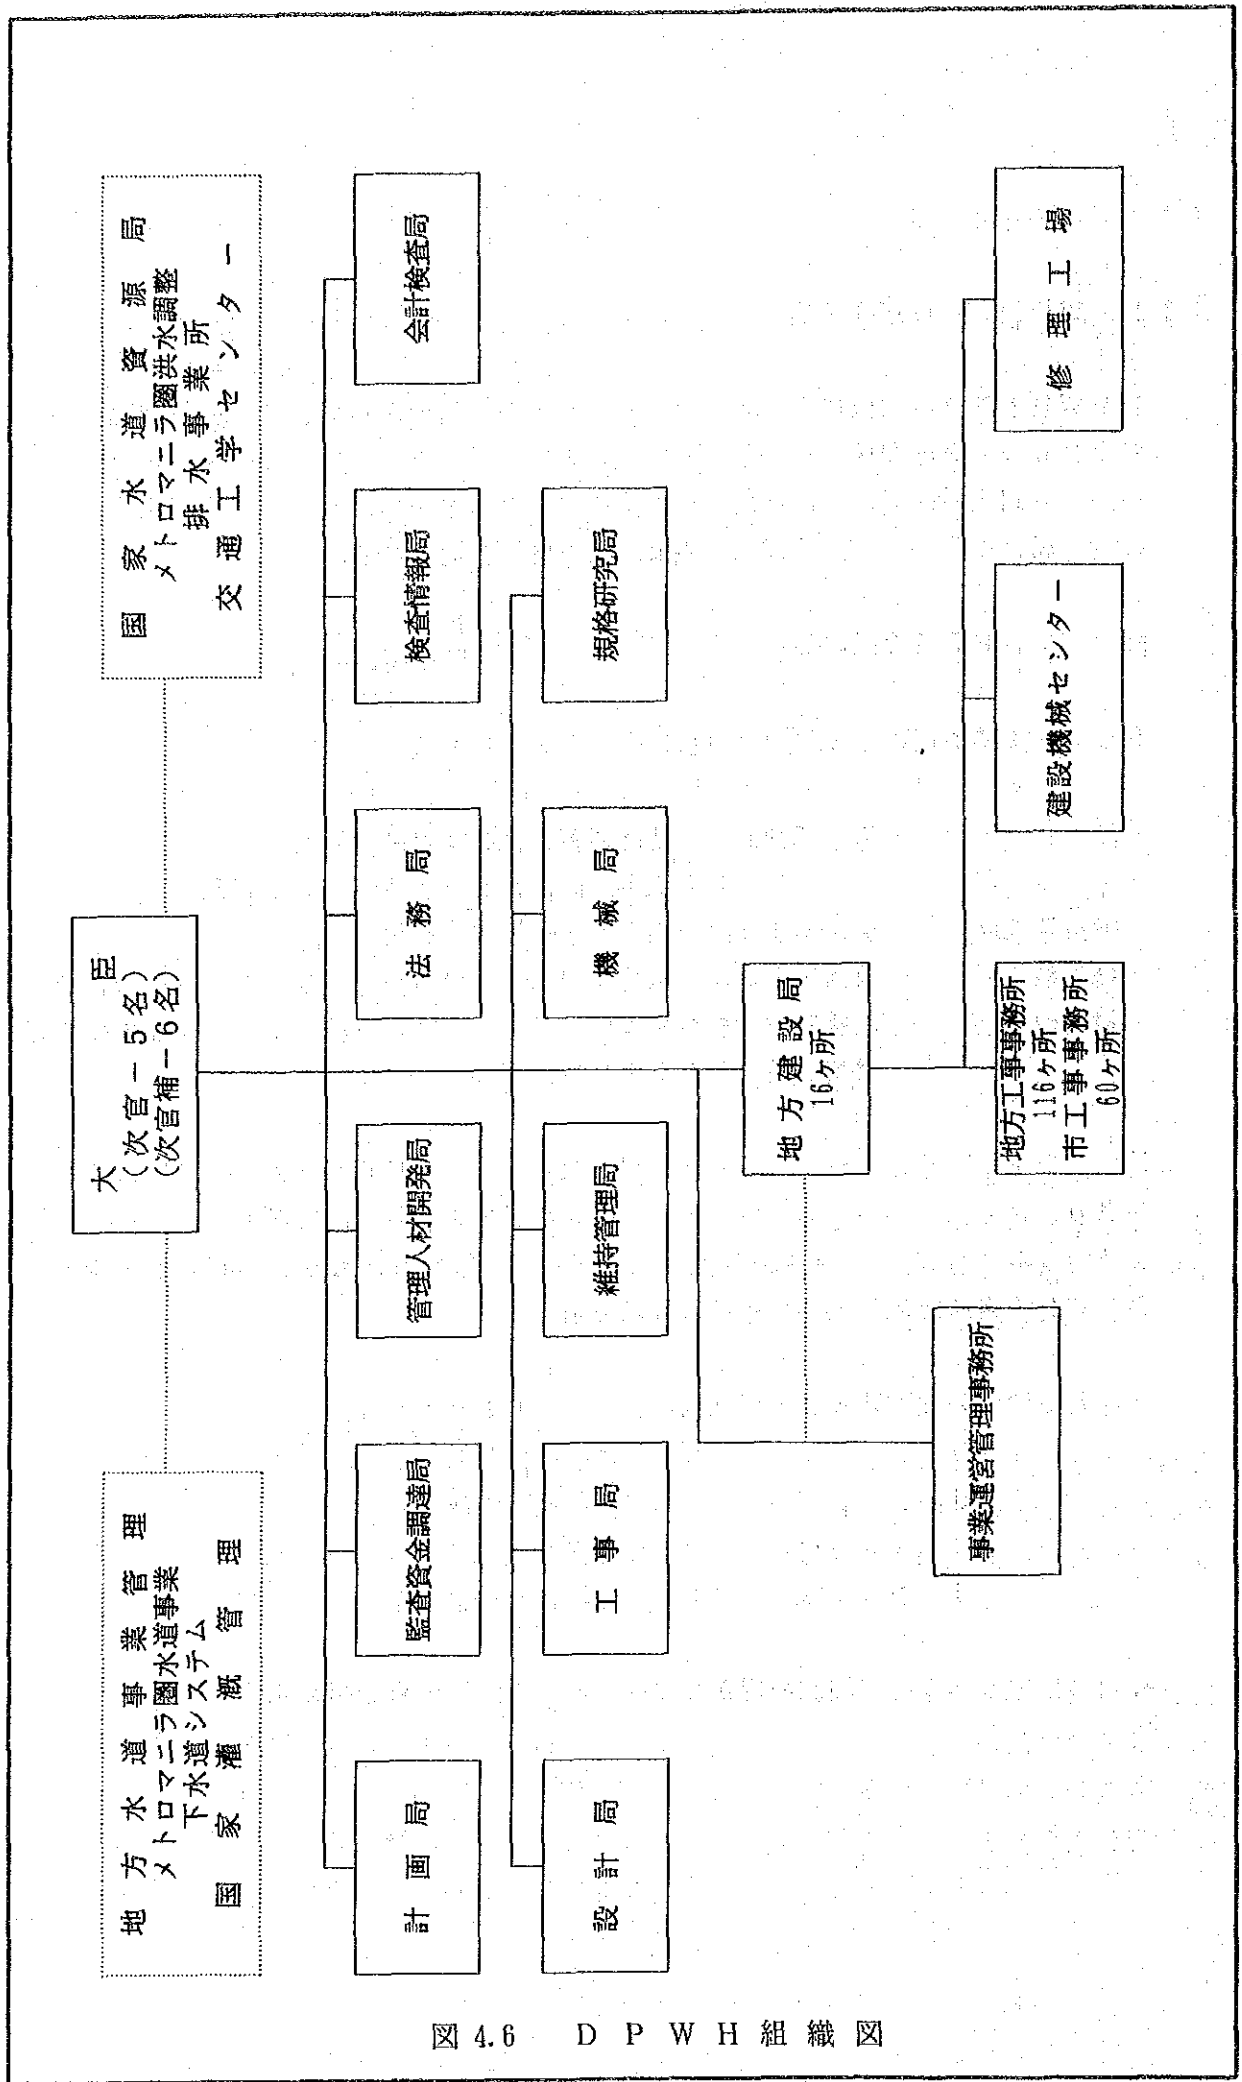 大臣
(次官－5名)
(次官補－6名)
地方水道事業管理
メトロマニラ圏水道事業
下水道システム
国家灌漑管理
国家水道資源局
メトロマニラ圏洪水調整
排水事業所
交通工学センター
計画局
監査資金調達局
管理人材開発局
法務局
検査情報局
会計検査局
設計局
工事局
維持管理局
機械局
規格研究局
地方建設局
16ヶ所
事業運営管理事務所
地方工事事務所
116ヶ所
市工事事務所
60ヶ所
建設機械センター
修理工場
図 4.6 DPWH組織図